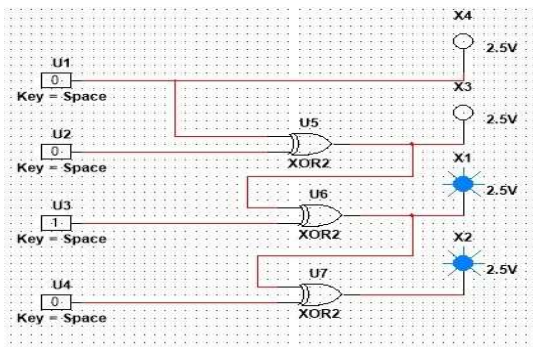 X4
2.5V
U1
0
Key = Space
X3
2.5V
U2
0
Key = Space
U5
XOR2
X1
2.5V
U3
1
Key = Space
U6
XOR2
X2
2.5V
U4
0
Key = Space
U7
XOR2